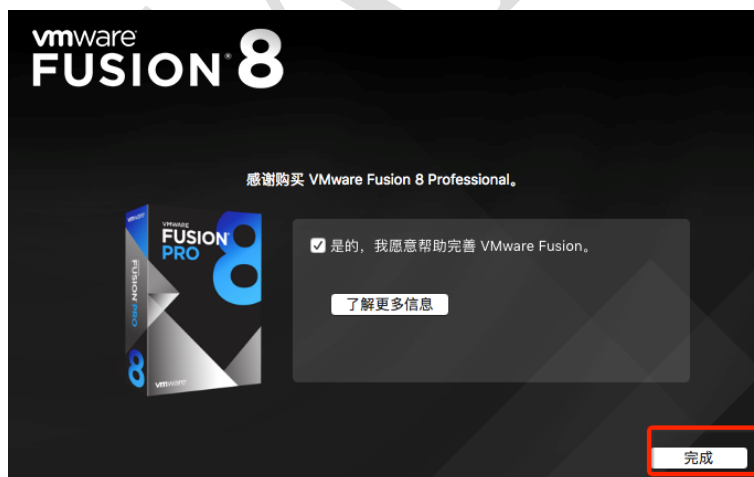 vmware
FUSION® 8
感谢购买 VMware Fusion 8 Professional。
vmware
VMWARE
FUSION
PRO
8
FUSION PRO
8
vmware
是的，我愿意帮助完善 VMware Fusion。
了解更多信息
完成